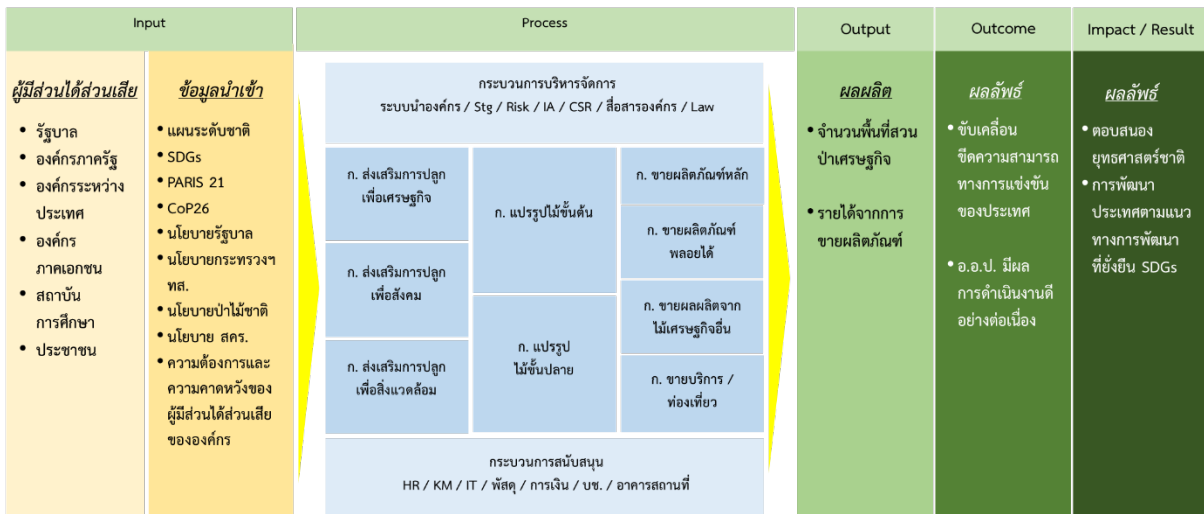 Input
Process
Output
Outcome
Impact / Result
ผู้มีส่วนได้ส่วนเสีย
• รัฐบาล
• องค์กรภาครัฐ
• องค์กรระหว่าง
ประเทศ
• องค์กร
ภาคเอกชน
• สถาบัน
การศึกษา
• ประชาชน
ข้อมูลนำเข้า
• แผนระดับชาติ
• SDGs
• PARIS 21
• CoP26
• นโยบายรัฐบาล
• นโยบายกระทรวงฯ
ทส.
• นโยบายป่าไม้ชาติ
• นโยบาย สคร.
• ความต้องการและ
ความคาดหวังของ
ผู้มีส่วนได้ส่วนเสีย
ขององค์กร
กระบวนการบริหารจัดการ
ระบบนำองค์กร / Stg / Risk / IA / CSR / สื่อสารองค์กร / Law
ก. ส่งเสริมการปลูก
เพื่อเศรษฐกิจ
ก. ส่งเสริมการปลูก
เพื่อสังคม
ก. ส่งเสริมการปลูก
เพื่อสิ่งแวดล้อม
ก. แปรรูปไม้ขั้นต้น
ก. แปรรูป
ไม้ขั้นปลาย
ก. ขายผลิตภัณฑ์หลัก
ก. ขายผลิตภัณฑ์
พลอยได้
ก. ขายผลผลิตจาก
ไม้เศรษฐกิจอื่น
ก. ขายบริการ /
ท่องเที่ยว
กระบวนการสนับสนุน
HR / KM / IT / พัสดุ / การเงิน / บช. / อาคารสถานที่
ผลผลิต
• จำนวนพื้นที่สวน
ป่าเศรษฐกิจ
• รายได้จากการ
ขายผลิตภัณฑ์
ผลลัพธ์
• ขับเคลื่อน
ขีดความสามารถ
ทางการแข่งขัน
ของประเทศ
• อ.อ.ป. มีผล
การดำเนินงานดี
อย่างต่อเนื่อง
ผลลัพธ์
• ตอบสนอง
ยุทธศาสตร์ชาติ
• การพัฒนา
ประเทศตามแนว
ทางการพัฒนา
ที่ยั่งยืน SDGs